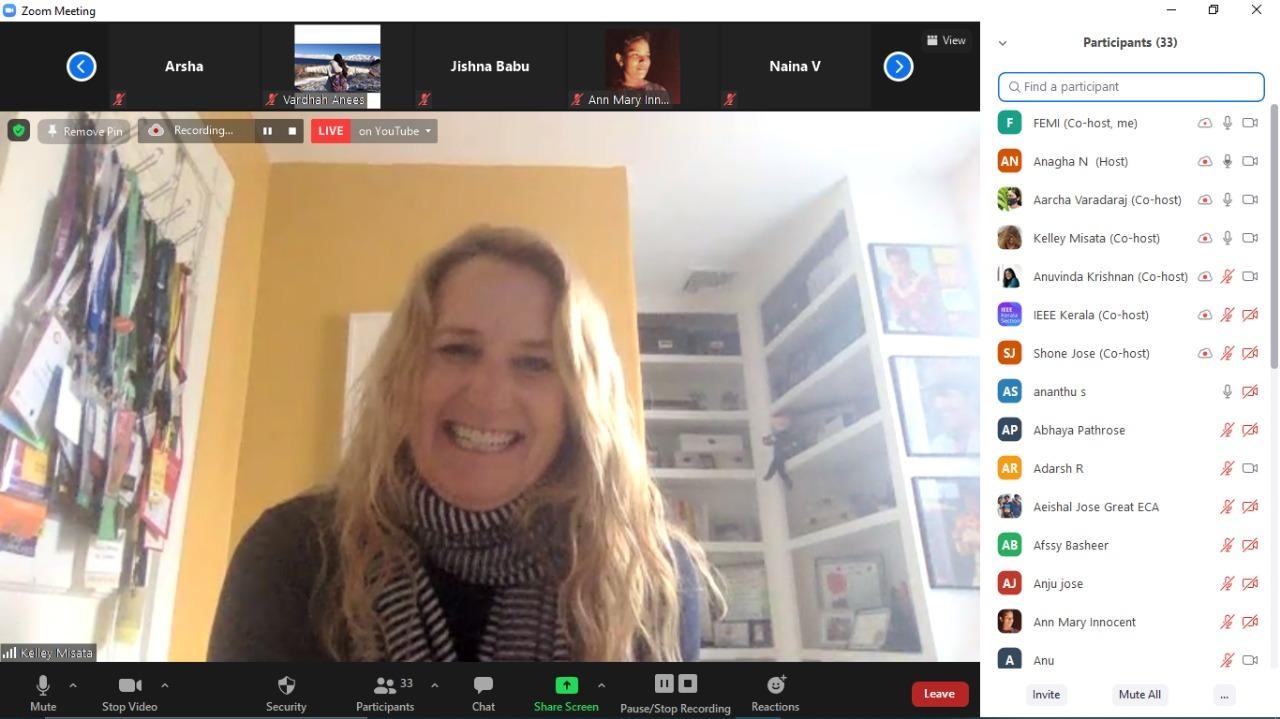 Zoom Meeting
Arsha
Vardhan Anees
Jishna Babu
Ann Mary Inn...
Naina V
View
Remove Pin
Recording...
LIVE on YouTube
Kelley Misata
Participants (33)
Find a participant
F FEMI (Co-host, me)
AN Anagha N (Host)
Aarcha Varadaraj (Co-host)
Kelley Misata (Co-host)
Anuvinda Krishnan (Co-host)
IEEE Kerala Section IEEE Kerala (Co-host)
SJ Shone Jose (Co-host)
AS ananthu s
AP Abhaya Pathrose
AR Adarsh R
Aeishal Jose Great ECA
AB Afssy Basheer
AJ Anju jose
Ann Mary Innocent
A Anu
Invite
Mute All
...
Mute
Stop Video
Security
33
Participants
Chat
Share Screen
Pause/Stop Recording
Reactions
Leave